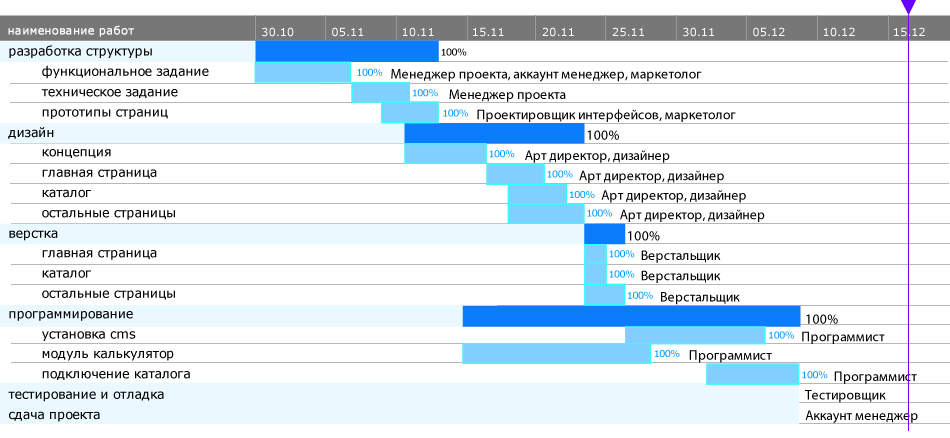 наименование работ 30.10 05.11 10.11 15.11 20.11 25.11 30.11 05.12 10.12 15.12
разработка структуры 100%
функциональное задание 100% Менеджер проекта, аккаунт менеджер, маркетолог
техническое задание 100% Менеджер проекта
прототипы страниц 100% Проектировщик интерфейсов, маркетолог
дизайн 100%
концепция 100% Арт директор, дизайнер
главная страница 100% Арт директор, дизайнер
каталог 100% Арт директор, дизайнер
остальные страницы 100% Арт директор, дизайнер
верстка 100%
главная страница 100% Верстальщик
каталог 100% Верстальщик
остальные страницы 100% Верстальщик
программирование 100%
установка cms 100% Программист
модуль калькулятор 100% Программист
подключение каталога 100% Программист
тестирование и отладка Тестировщик
сдача проекта Аккаунт менеджер